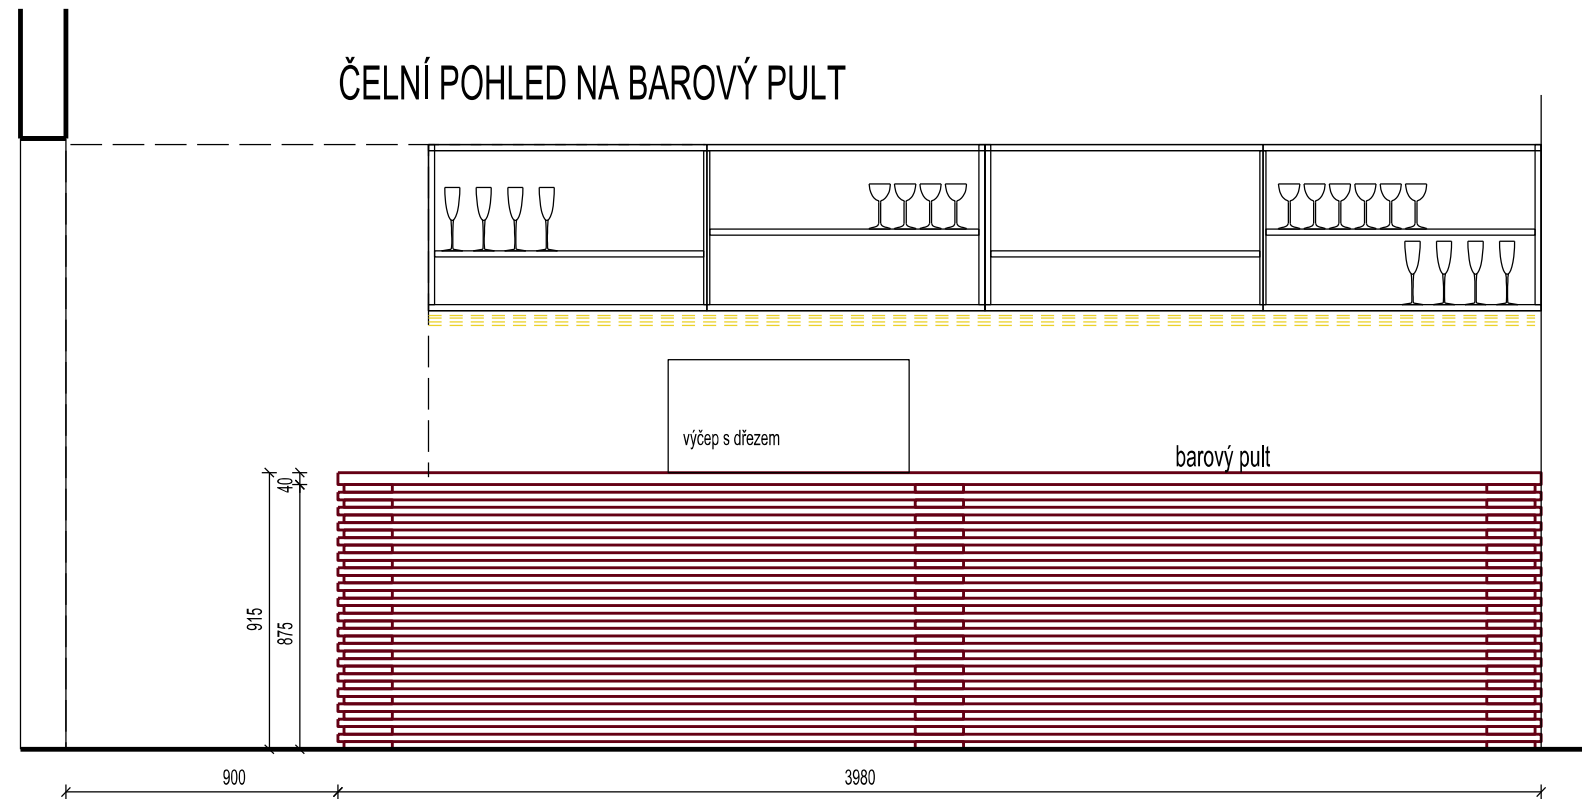 ČELNÍ POHLED NA BAROVÝ PULT
výčep s dřezem
barový pult
40
915
875
900
3980